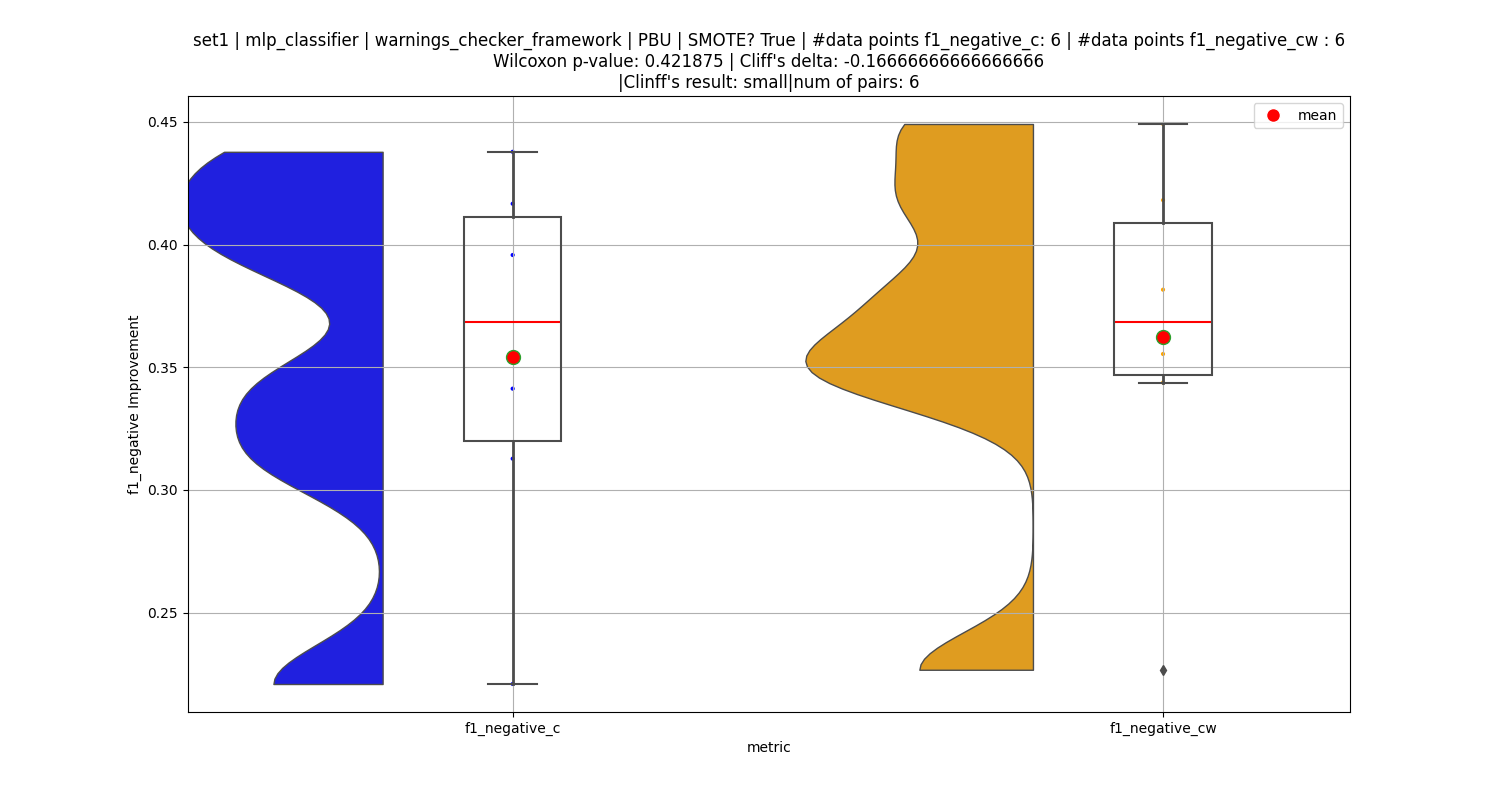 set1 | mlp_classifier | warnings_checker_framework | PBU | SMOTE? True | #data points f1_negative_c: 6 | #data points f1_negative_cw : 6
Wilcoxon p-value: 0.421875 | Cliff's delta: -0.16666666666666666
|Clinff's result: small|num of pairs: 6
mean
0.45
0.40
0.35
0.30
0.25
f1_negative Improvement
f1_negative_c
f1_negative_cw
metric